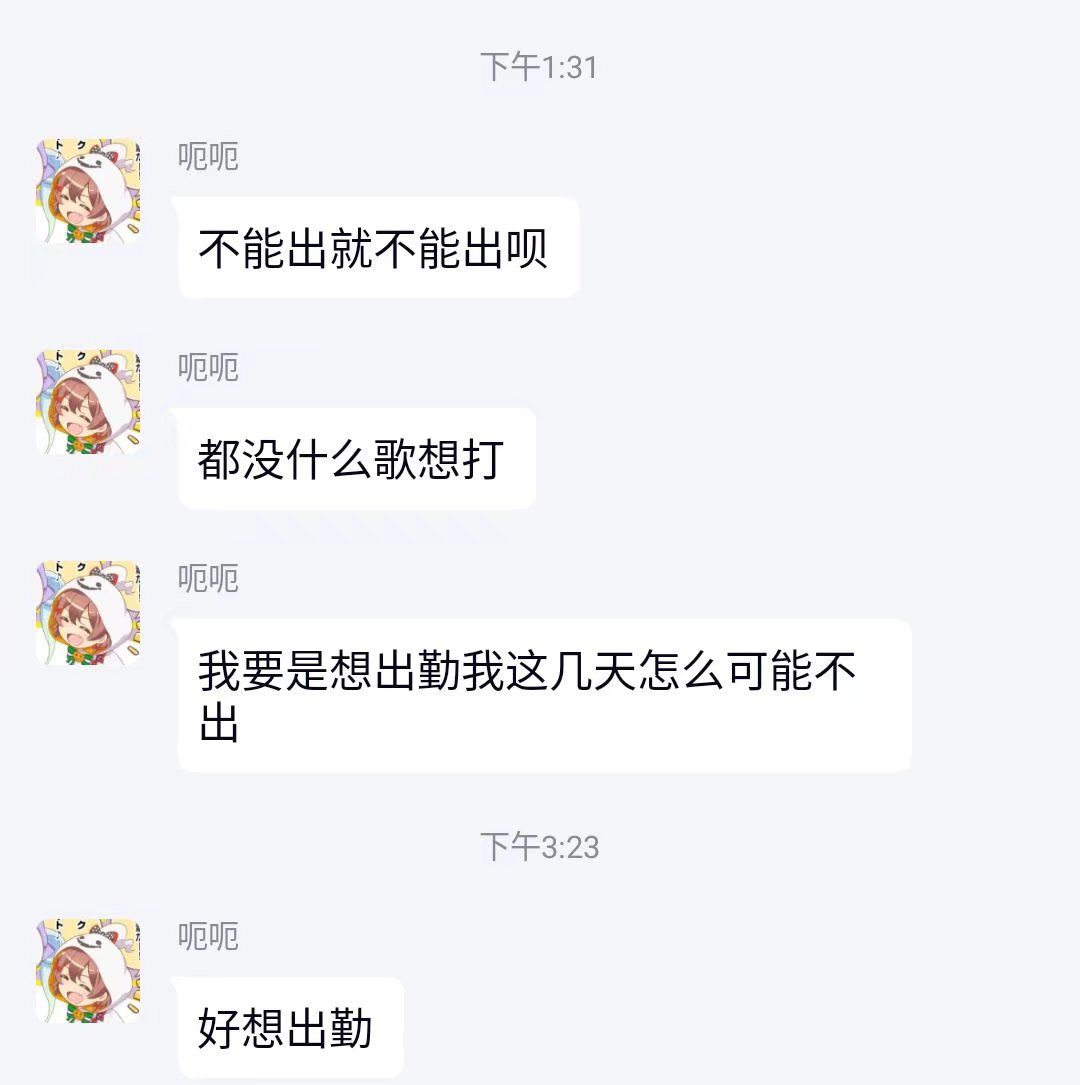 下午1:31
呃呃
不能出就不能出呗
呃呃
都没什么歌想打
呃呃
我要是想出勤我这几天怎么可能不
出
下午3:23
呃呃
好想出勤